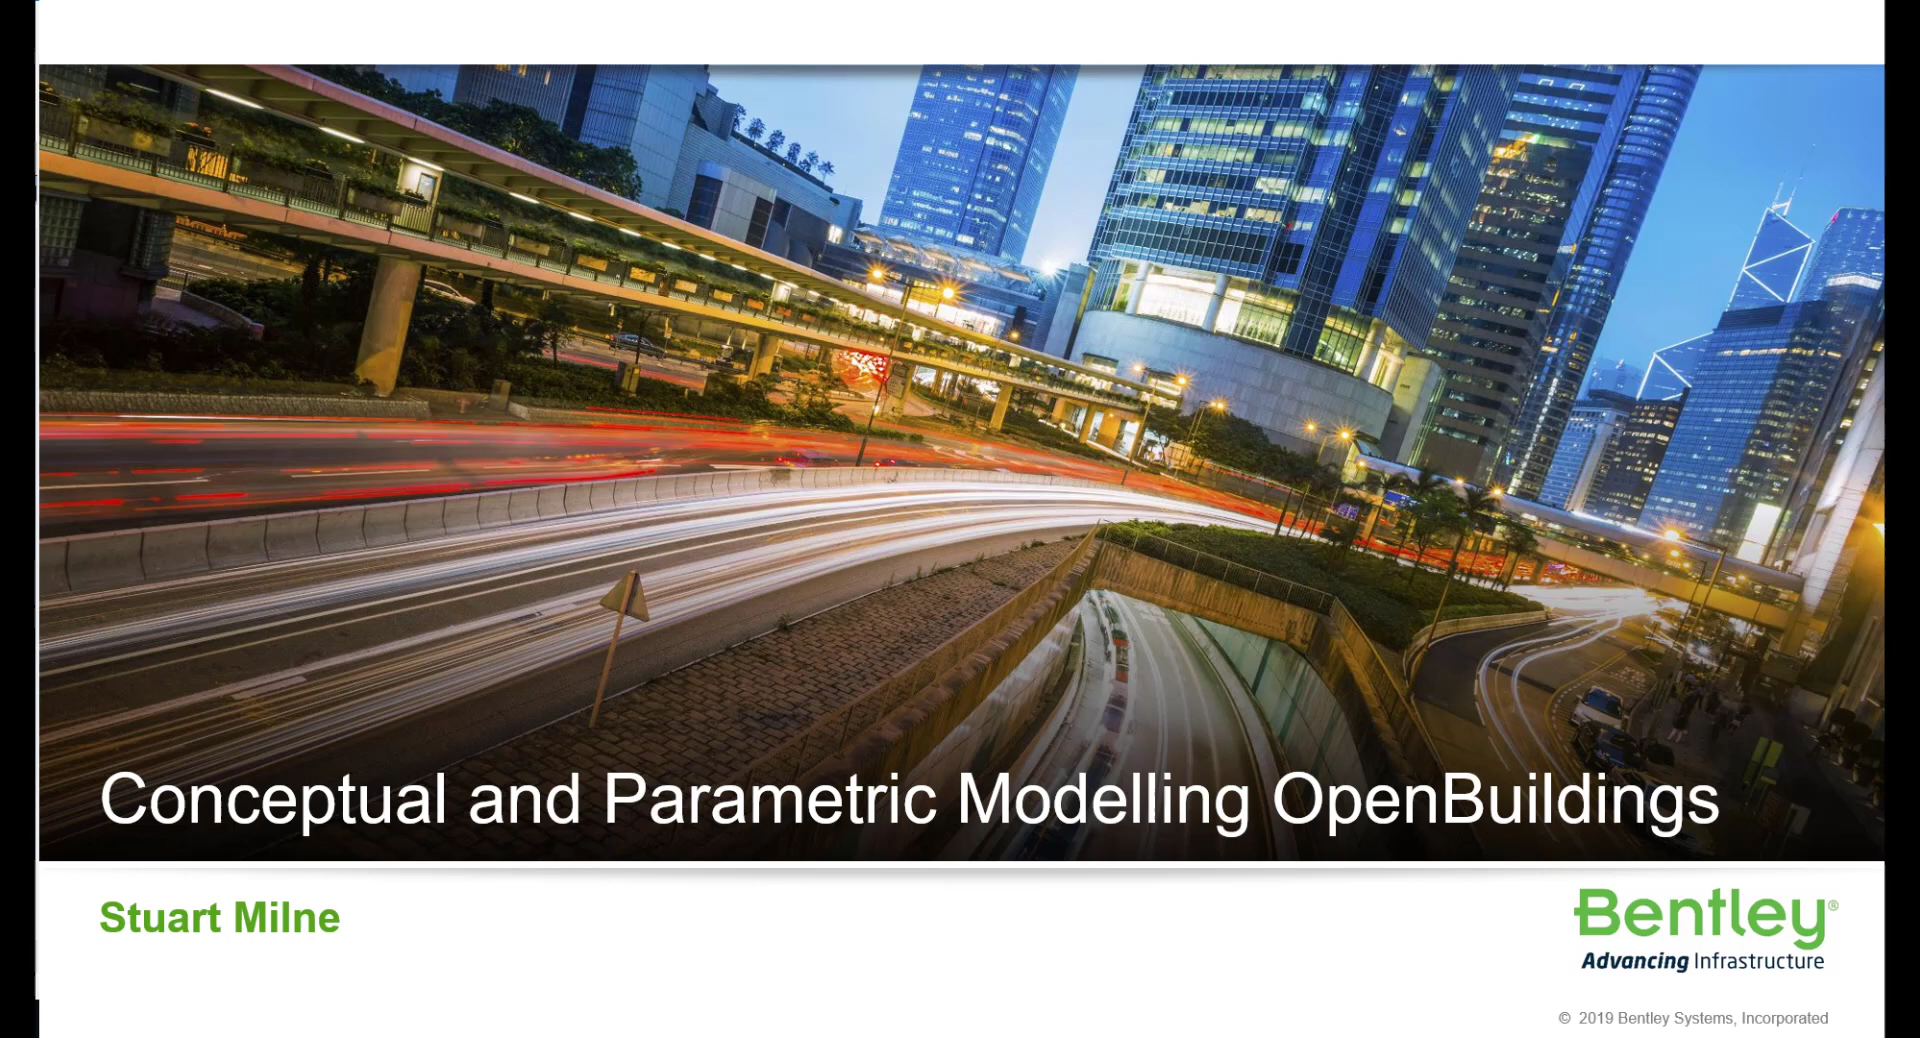 Conceptual and Parametric Modelling OpenBuildings
Stuart Milne
Bentley®
Advancing Infrastructure
© 2019 Bentley Systems, Incorporated